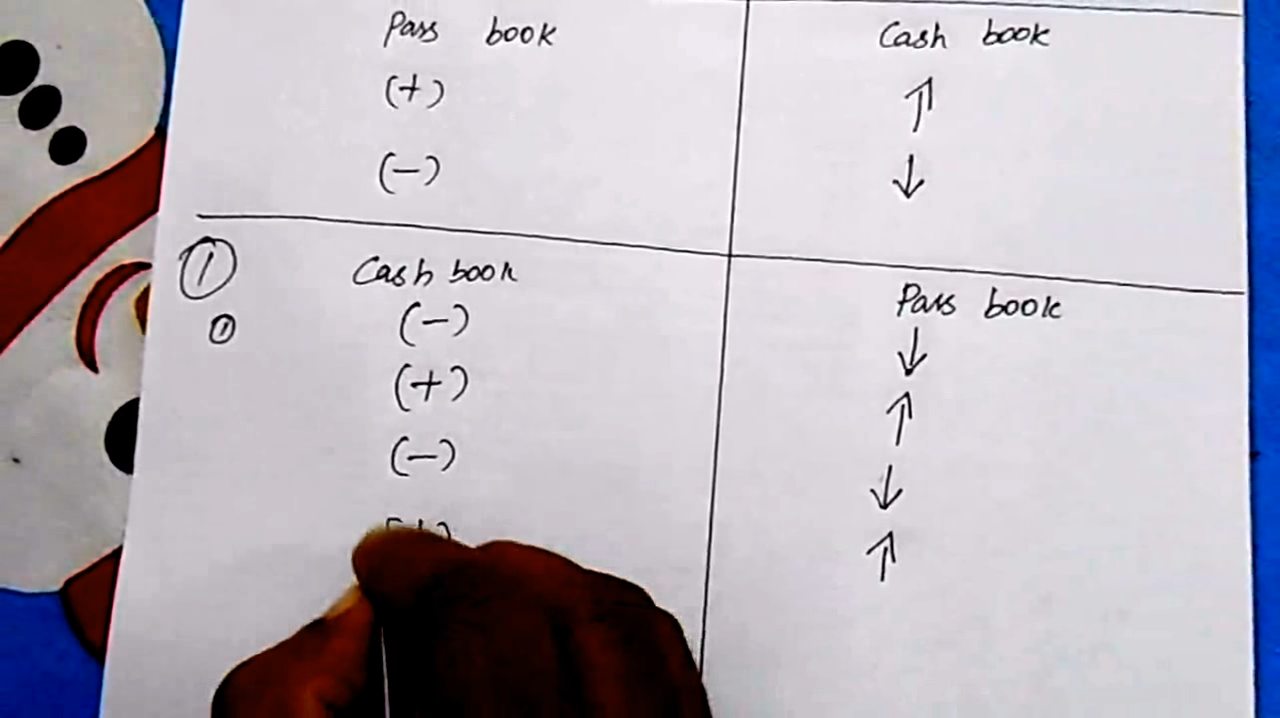 Pass book Cash book
(+) ↑
(-) ↓
① Cash book Pass book
① (-) ↓
(+) ↑
(-) ↓
(+) ↑